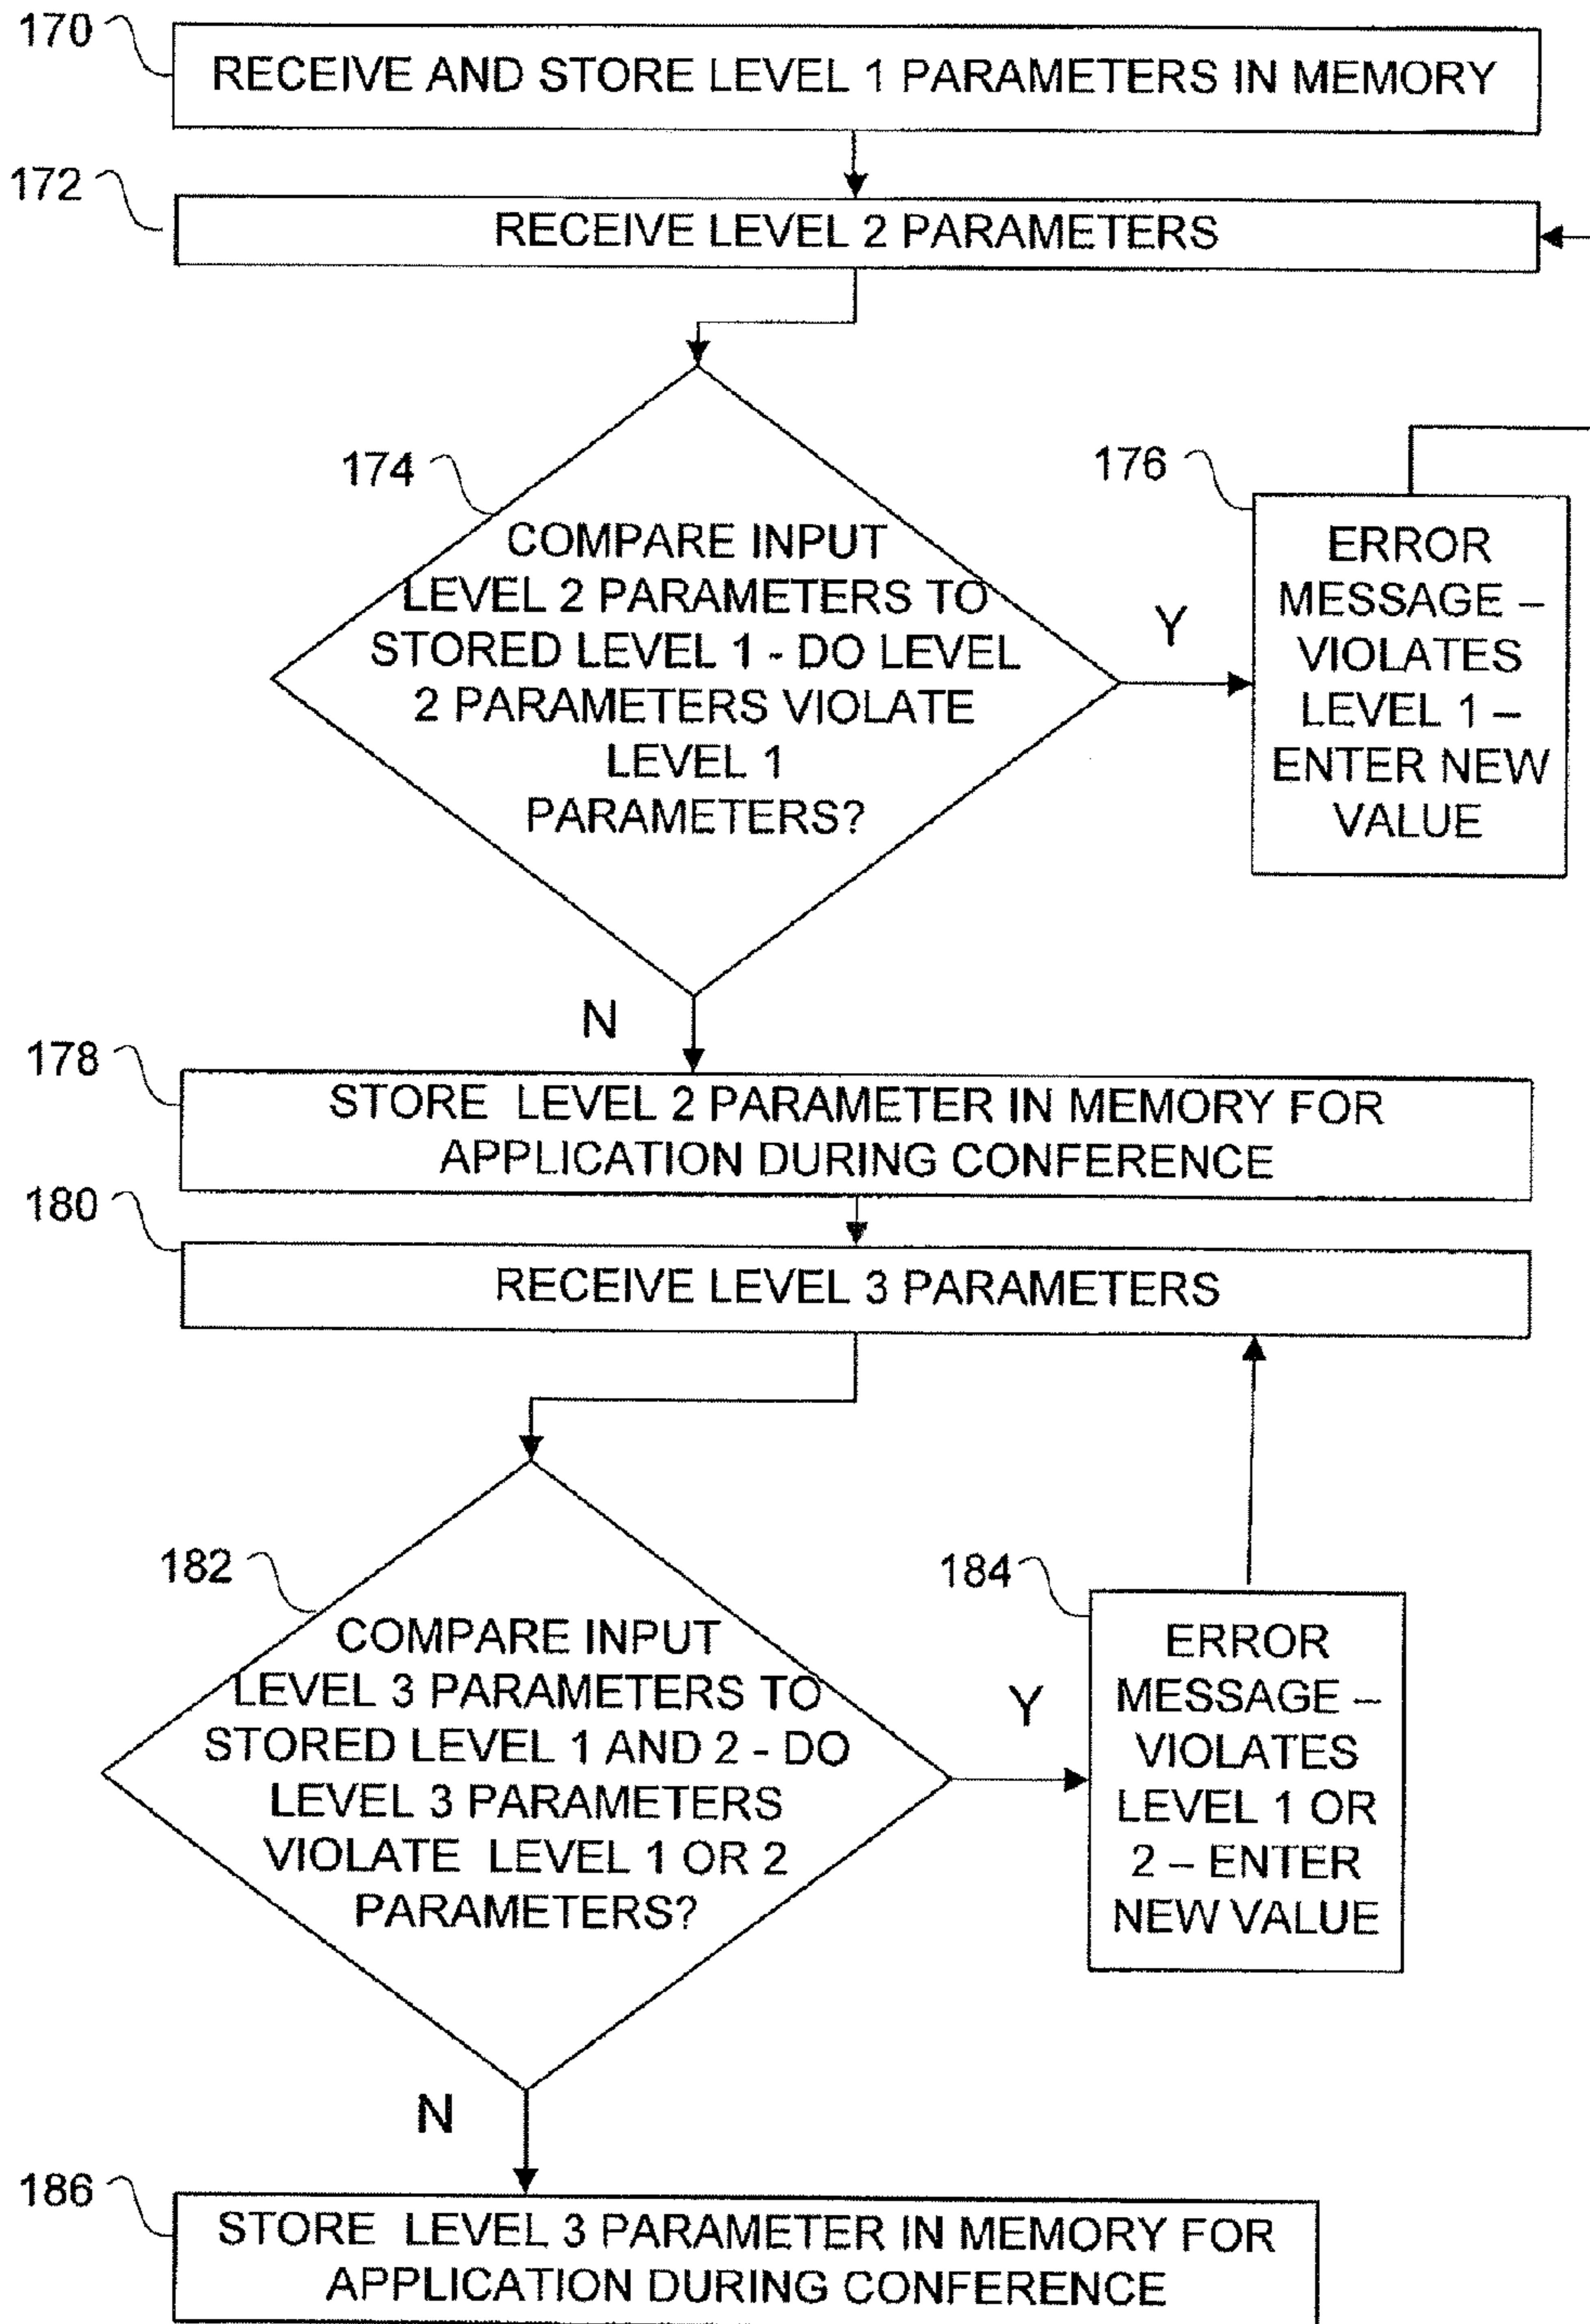 170
RECEIVE AND STORE LEVEL 1 PARAMETERS IN MEMORY
172
RECEIVE LEVEL 2 PARAMETERS
174
COMPARE INPUT
LEVEL 2 PARAMETERS TO
STORED LEVEL 1 - DO LEVEL
2 PARAMETERS VIOLATE
LEVEL 1
PARAMETERS?
Y
176
ERROR
MESSAGE –
VIOLATES
LEVEL 1 –
ENTER NEW
VALUE
N
178
STORE LEVEL 2 PARAMETER IN MEMORY FOR
APPLICATION DURING CONFERENCE
180
RECEIVE LEVEL 3 PARAMETERS
182
COMPARE INPUT
LEVEL 3 PARAMETERS TO
STORED LEVEL 1 AND 2 - DO
LEVEL 3 PARAMETERS
VIOLATE LEVEL 1 OR 2
PARAMETERS?
Y
184
ERROR
MESSAGE –
VIOLATES
LEVEL 1 OR
2 – ENTER
NEW VALUE
N
186
STORE LEVEL 3 PARAMETER IN MEMORY FOR
APPLICATION DURING CONFERENCE